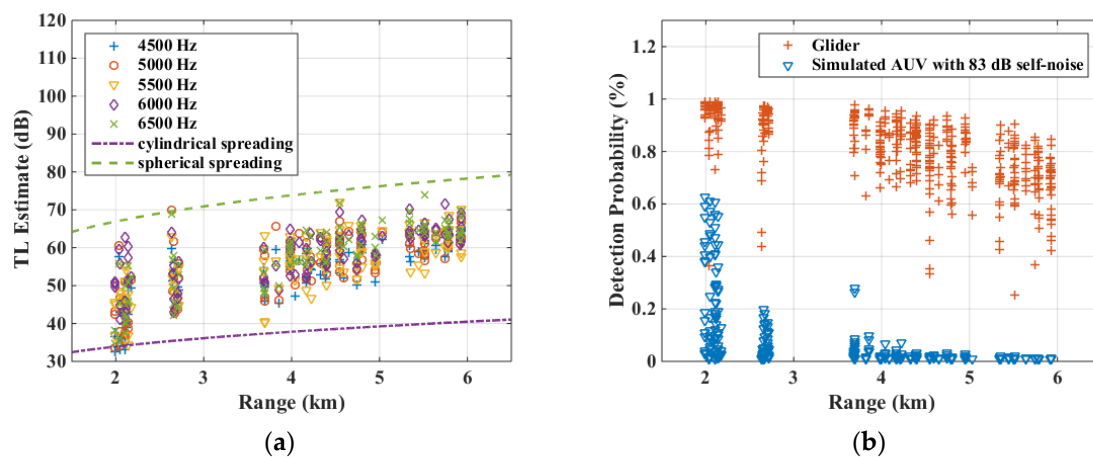 120
110
100
90
80
70
60
50
40
30
TL Estimate (dB)
4500 Hz
5000 Hz
5500 Hz
6000 Hz
6500 Hz
cylindrical spreading
spherical spreading
2 3 4 5 6
Range (km)
(a)
1.2
1
0.8
0.6
0.4
0.2
0
Detection Probability (%)
Glider
Simulated AUV with 83 dB self-noise
2 3 4 5 6
Range (km)
(b)